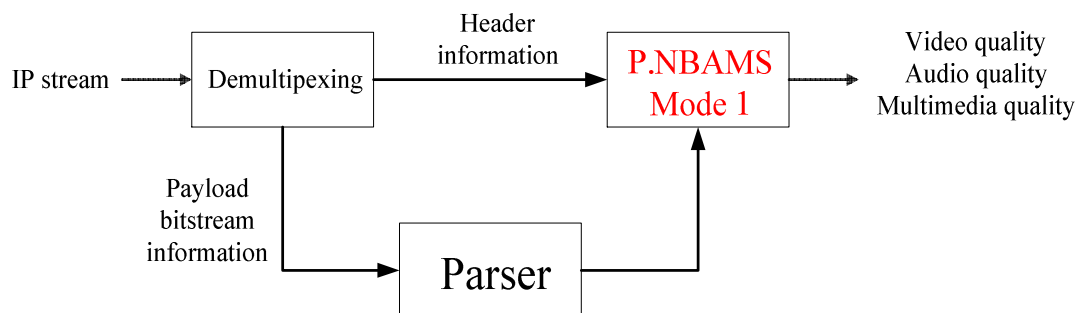 IP stream
Demultipexing
Header
information
P.NBAMS
Mode 1
Video quality
Audio quality
Multimedia quality
Payload
bitstream
information
Parser